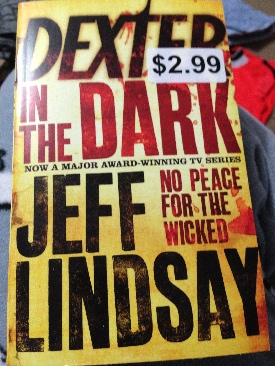 DEXTER
$2.99
IN
THE
DARK
NOW A MAJOR AWARD-WINNING TV SERIES
JEFF
NO PEACE
FOR THE
WICKED
LINDSAY